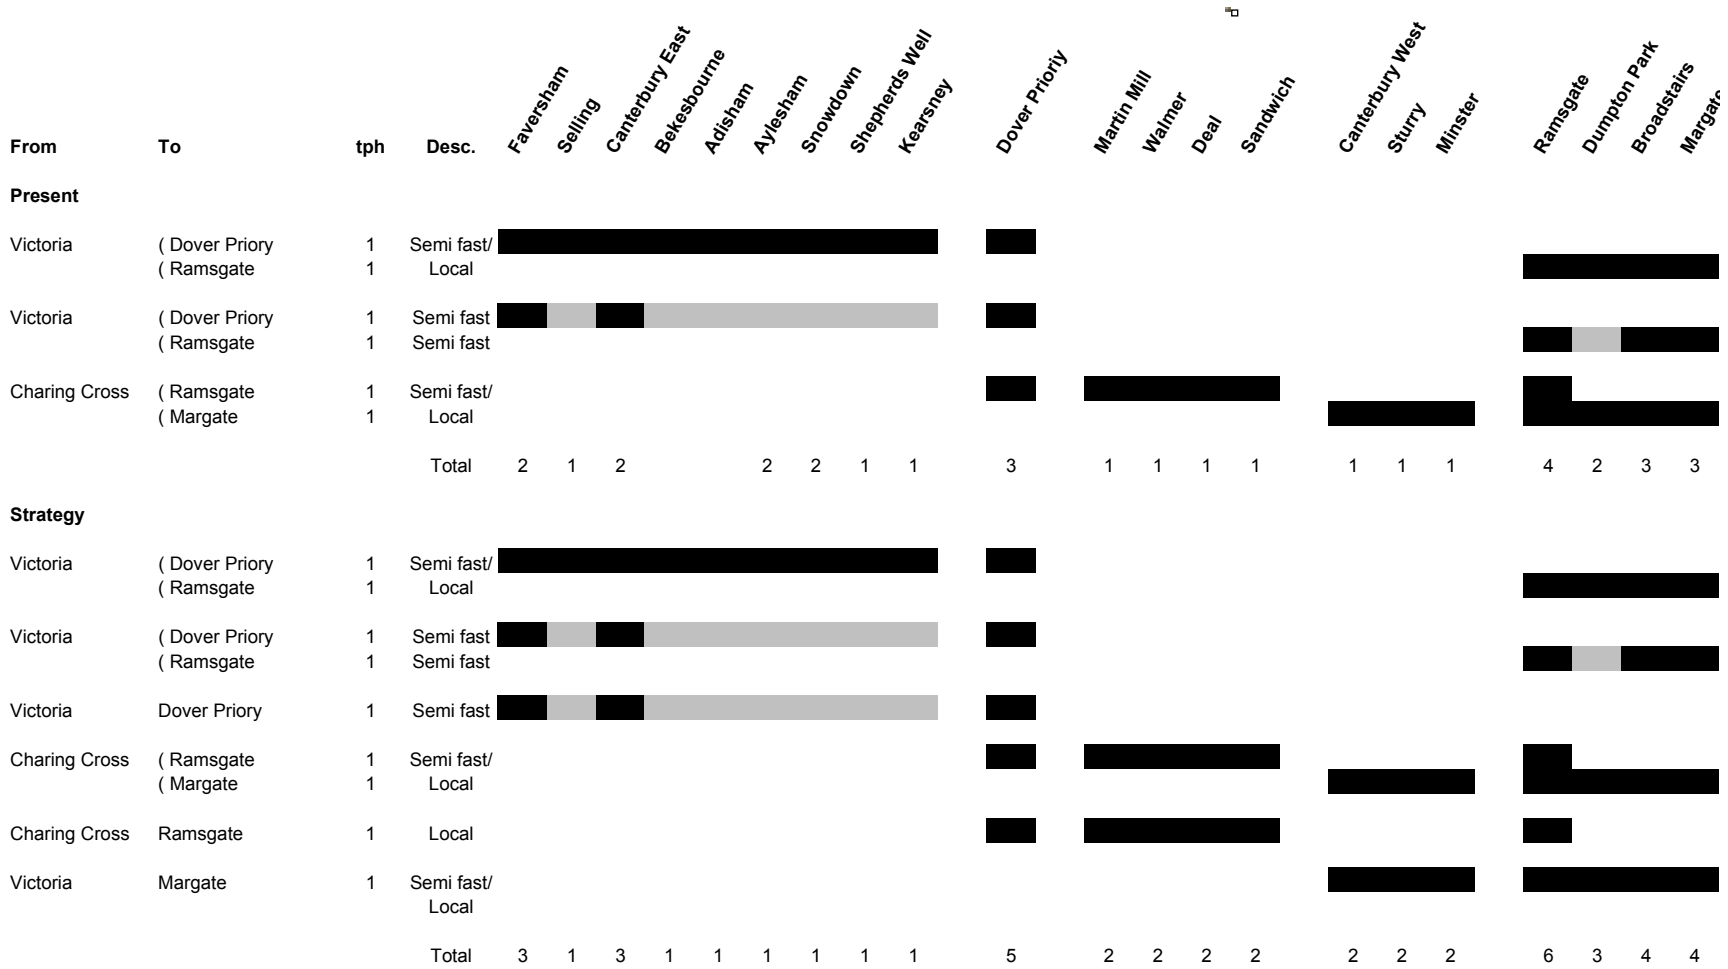 Faversham
Selling
Canterbury East
Bekesbourne
Adisham
Aylesham
Snowdown
Shepherds Well
Kearsney
Dover Prioriy
Martin Mill
Walmer
Deal
Sandwich
Canterbury West
Sturry
Minster
Ramsgate
Dumpton Park
Broadstairs
Margate
From To tph Desc.
Present
Victoria ( Dover Priory 1 Semi fast/
( Ramsgate 1 Local
Victoria ( Dover Priory 1 Semi fast
( Ramsgate 1 Semi fast
Charing Cross ( Ramsgate 1 Semi fast/
( Margate 1 Local
Total 2 1 2 2 2 1 1 3 1 1 1 1 1 1 1 4 2 3 3
Strategy
Victoria ( Dover Priory 1 Semi fast/
( Ramsgate 1 Local
Victoria ( Dover Priory 1 Semi fast
( Ramsgate 1 Semi fast
Victoria Dover Priory 1 Semi fast
Charing Cross ( Ramsgate 1 Semi fast/
( Margate 1 Local
Charing Cross Ramsgate 1 Local
Victoria Margate 1 Semi fast/
Local
Total 3 1 3 1 1 1 1 1 1 5 2 2 2 2 2 2 2 6 3 4 4